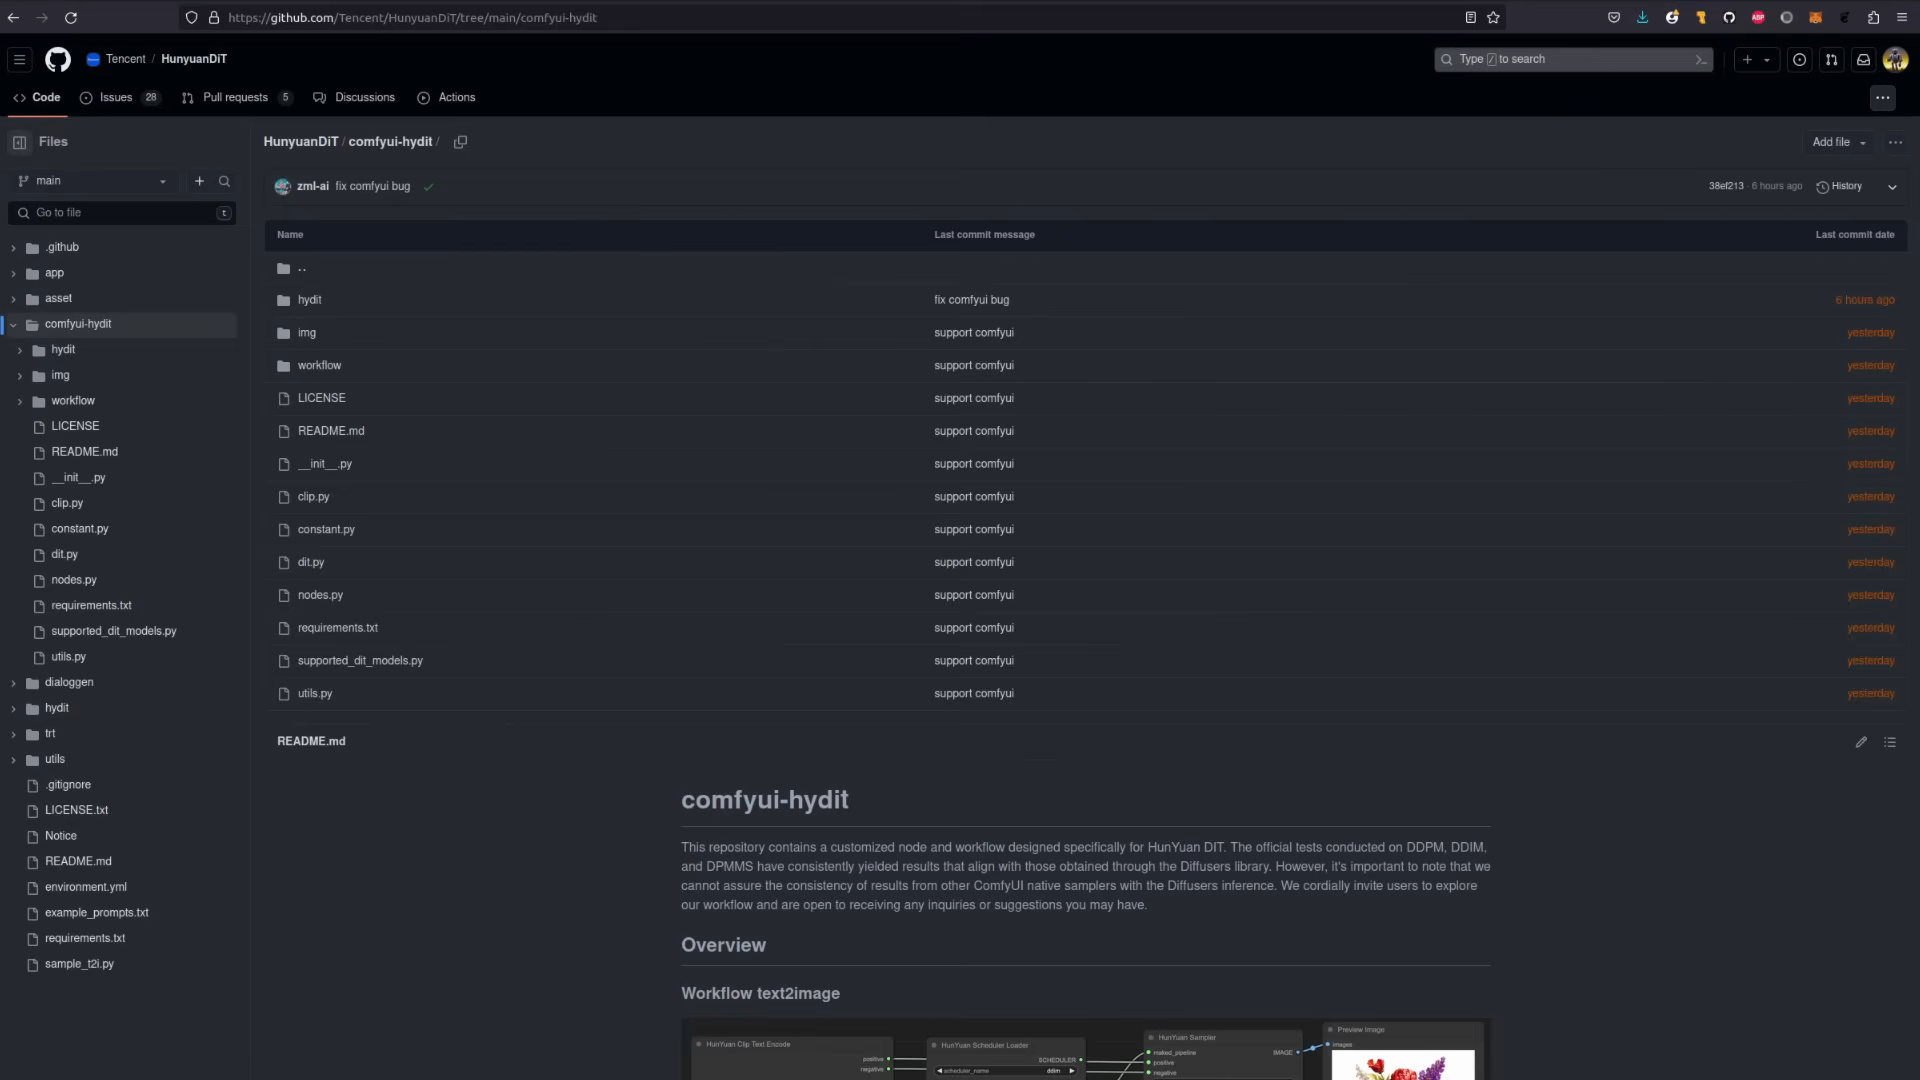 https://github.com/Tencent/HunyuanDiT/tree/main/comfyui-hydit
Tencent / HunyuanDiT
Type / to search
Code
Issues 28
Pull requests 5
Discussions
Actions
Files
main
Go to file
t
.github
app
asset
comfyui-hydit
hydit
img
workflow
LICENSE
README.md
__init__.py
clip.py
constant.py
dit.py
nodes.py
requirements.txt
supported_dit_models.py
utils.py
dialoggen
hydit
trt
utils
.gitignore
LICENSE.txt
Notice
README.md
environment.yml
example_prompts.txt
requirements.txt
sample_t2i.py
HunyuanDiT / comfyui-hydit /
Add file
zml-ai fix comfyui bug
38ef213 · 6 hours ago
History
Name Last commit message Last commit date
..
hydit fix comfyui bug 6 hours ago
img support comfyui yesterday
workflow support comfyui yesterday
LICENSE support comfyui yesterday
README.md support comfyui yesterday
__init__.py support comfyui yesterday
clip.py support comfyui yesterday
constant.py support comfyui yesterday
dit.py support comfyui yesterday
nodes.py support comfyui yesterday
requirements.txt support comfyui yesterday
supported_dit_models.py support comfyui yesterday
utils.py support comfyui yesterday
README.md
comfyui-hydit
This repository contains a customized node and workflow designed specifically for HunYuan DIT. The official tests conducted on DDPM, DDIM,
and DPMMS have consistently yielded results that align with those obtained through the Diffusers library. However, it's important to note that we
cannot assure the consistency of results from other ComfyUI native samplers with the Diffusers inference. We cordially invite users to explore
our workflow and are open to receiving any inquiries or suggestions you may have.
Overview
Workflow text2image
HunYuan Clip Text Encode
positive
negative
HunYuan Scheduler Loader
SCHEDULER
scheduler_name ddim
HunYuan Sampler
maked_pipeline IMAGE
positive
negative
Preview Image
images
ABP